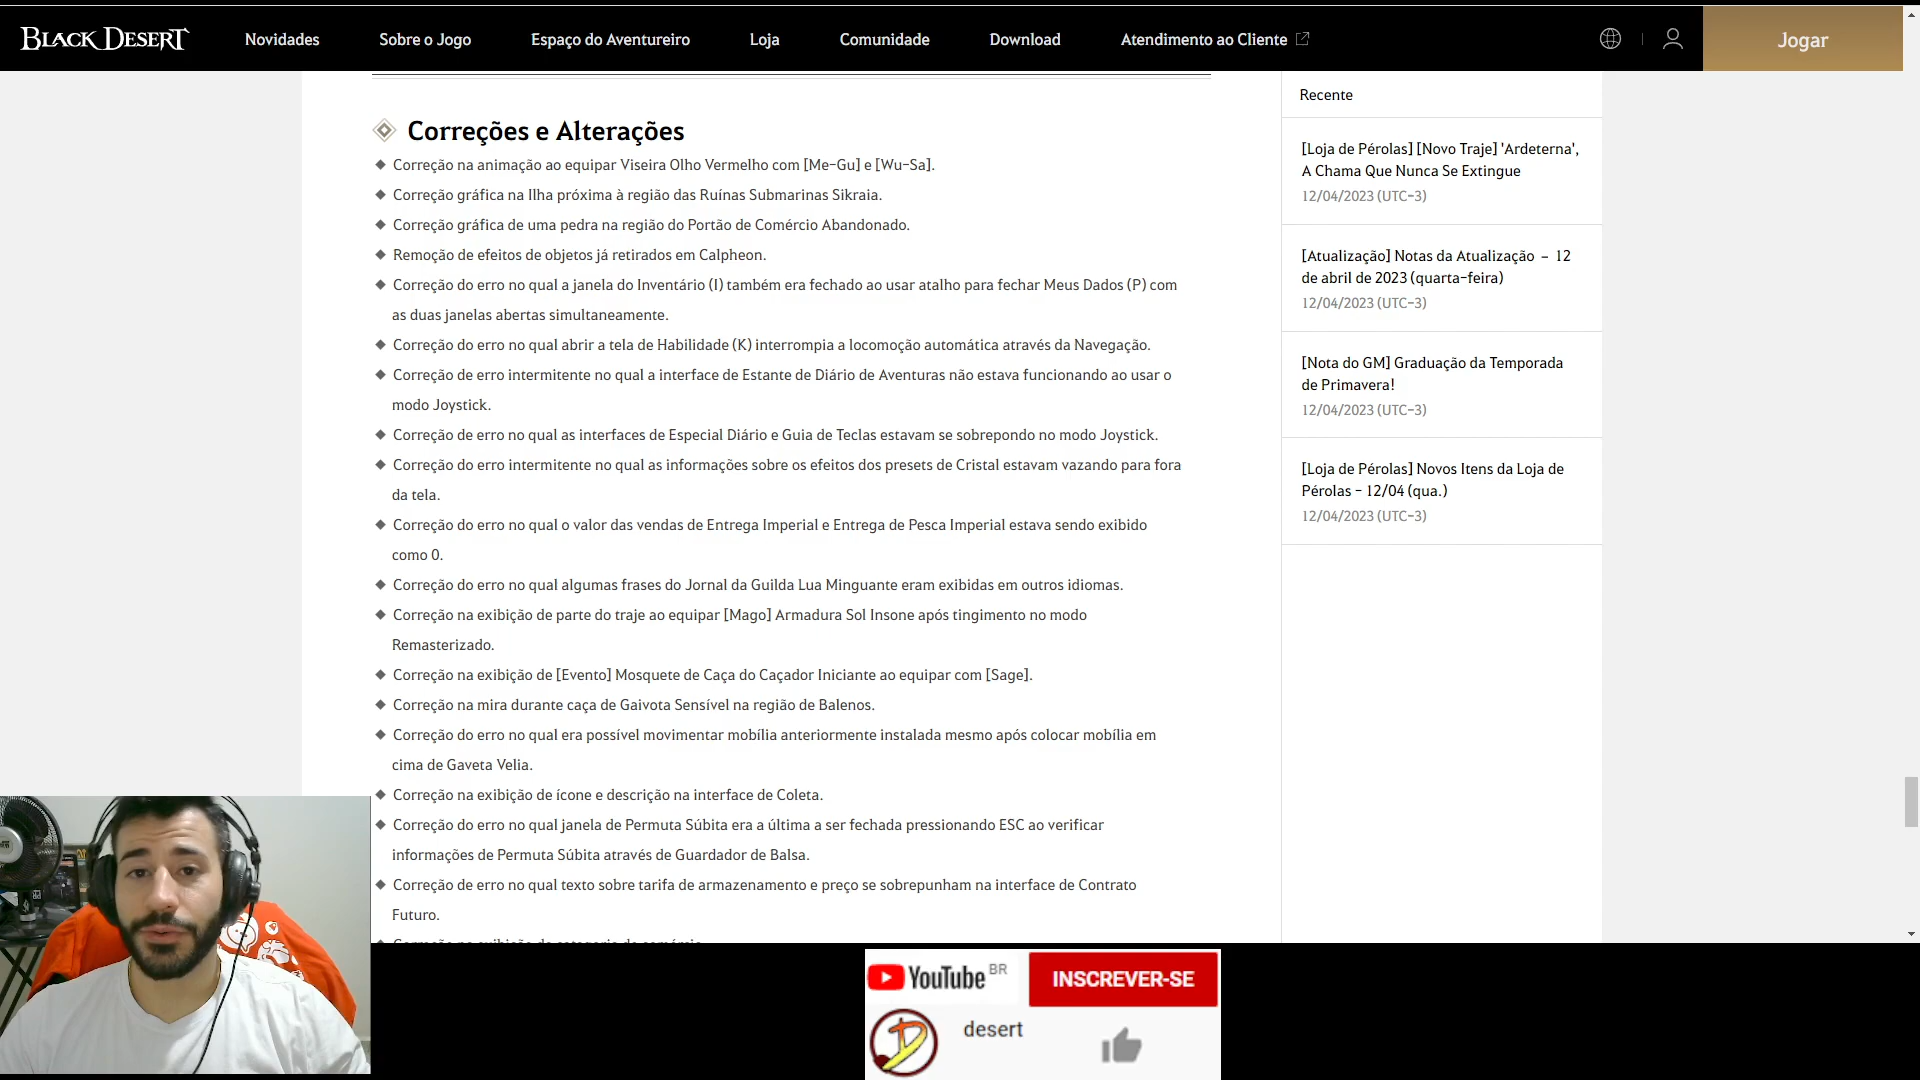 BLACK DESERT
Novidades
Sobre o Jogo
Espaço do Aventureiro
Loja
Comunidade
Download
Atendimento ao Cliente
Jogar
Correções e Alterações
Correção na animação ao equipar Viseira Olho Vermelho com [Me-Gu] e [Wu-Sa].
Correção gráfica na Ilha próxima à região das Ruínas Submarinas Sikraia.
Correção gráfica de uma pedra na região do Portão de Comércio Abandonado.
Remoção de efeitos de objetos já retirados em Calpheon.
Correção do erro no qual a janela do Inventário (I) também era fechado ao usar atalho para fechar Meus Dados (P) com
as duas janelas abertas simultaneamente.
Correção do erro no qual abrir a tela de Habilidade (K) interrompia a locomoção automática através da Navegação.
Correção de erro intermitente no qual a interface de Estante de Diário de Aventuras não estava funcionando ao usar o
modo Joystick.
Correção de erro no qual as interfaces de Especial Diário e Guia de Teclas estavam se sobrepondo no modo Joystick.
Correção do erro intermitente no qual as informações sobre os efeitos dos presets de Cristal estavam vazando para fora
da tela.
Correção do erro no qual o valor das vendas de Entrega Imperial e Entrega de Pesca Imperial estava sendo exibido
como 0.
Correção do erro no qual algumas frases do Jornal da Guilda Lua Minguante eram exibidas em outros idiomas.
Correção na exibição de parte do traje ao equipar [Mago] Armadura Sol Insone após tingimento no modo
Remasterizado.
Correção na exibição de [Evento] Mosquete de Caça do Caçador Iniciante ao equipar com [Sage].
Correção na mira durante caça de Gaivota Sensível na região de Balenos.
Correção do erro no qual era possível movimentar mobília anteriormente instalada mesmo após colocar mobília em
cima de Gaveta Velia.
Correção na exibição de ícone e descrição na interface de Coleta.
Correção do erro no qual janela de Permuta Súbita era a última a ser fechada pressionando ESC ao verificar
informações de Permuta Súbita através de Guardador de Balsa.
Correção de erro no qual texto sobre tarifa de armazenamento e preço se sobrepunham na interface de Contrato
Futuro.
Recente
[Loja de Pérolas] [Novo Traje] 'Ardeterna',
A Chama Que Nunca Se Extingue
12/04/2023 (UTC-3)
[Atualização] Notas da Atualização – 12
de abril de 2023 (quarta-feira)
12/04/2023 (UTC-3)
[Nota do GM] Graduação da Temporada
de Primavera!
12/04/2023 (UTC-3)
[Loja de Pérolas] Novos Itens da Loja de
Pérolas - 12/04 (qua.)
12/04/2023 (UTC-3)
YouTube BR
INSCREVER-SE
desert